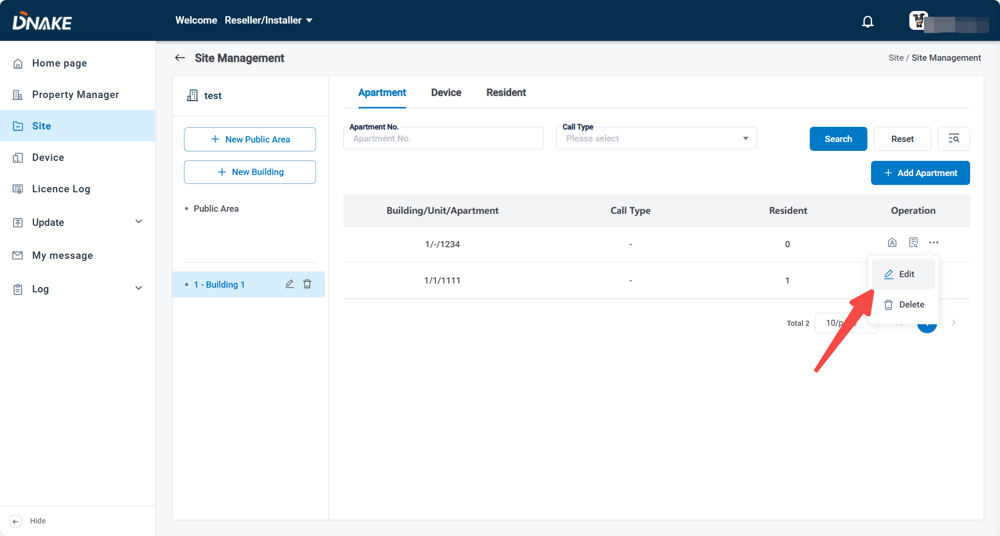 DNAKE
Welcome Reseller/Installer
Home page
Property Manager
Site
Device
Licence Log
Update
My message
Log
Hide
Site Management
Site / Site Management
test
New Public Area
New Building
Public Area
1 - Building 1
Apartment Device Resident
Apartment No.
Apartment No.
Call Type
Please select
Search
Reset
Add Apartment
Building/Unit/Apartment Call Type Resident Operation
1/-/1234 - 0
1/1/1111 - 1
Edit
Delete
Total 2